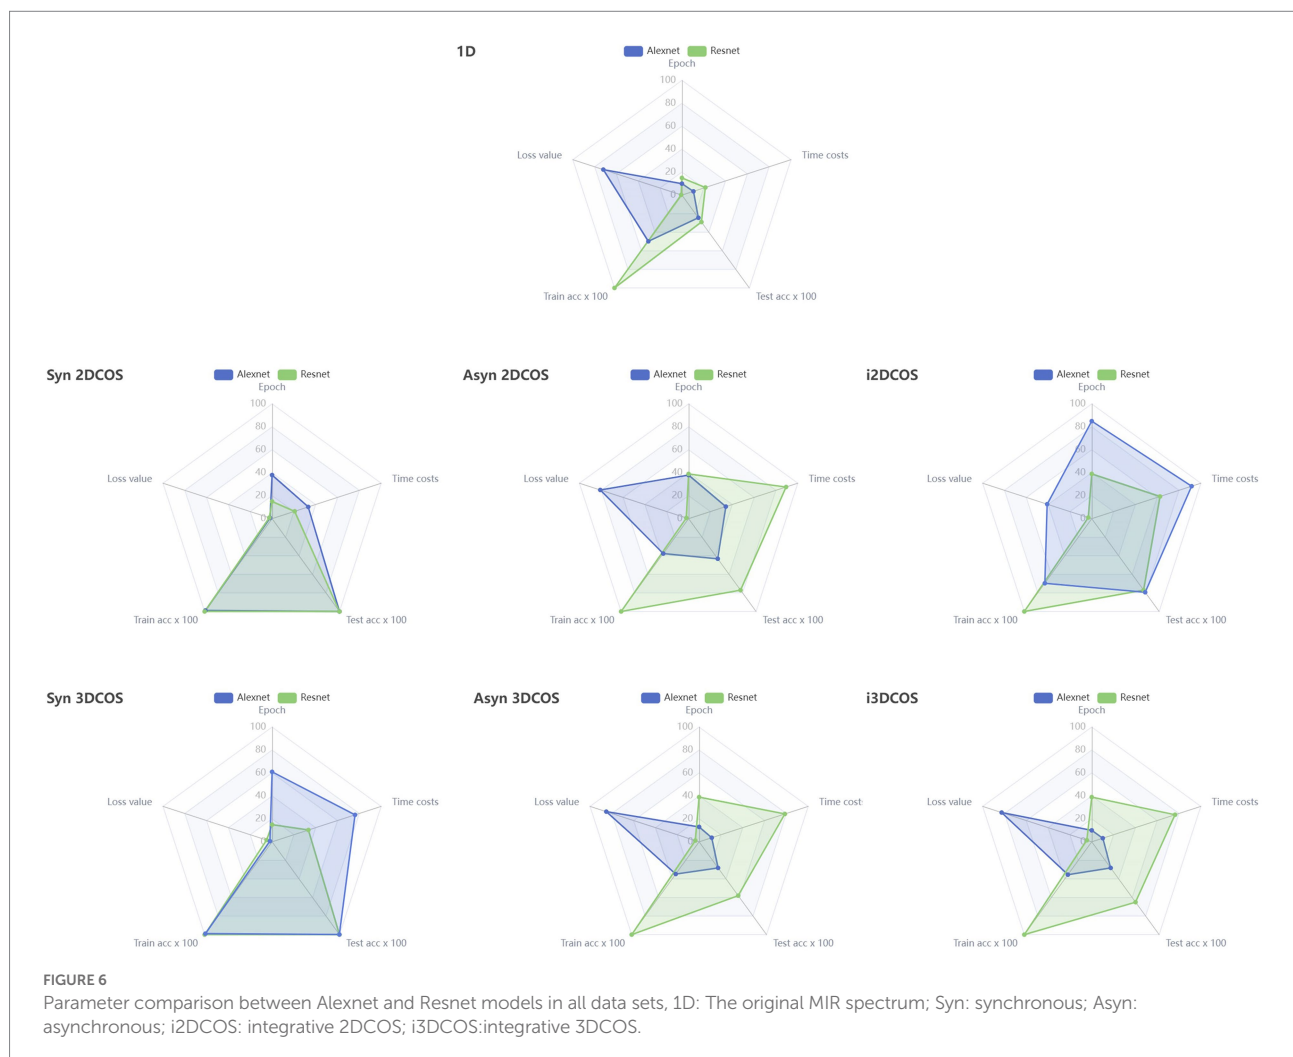 1D
Alexnet Resnet
Epoch
100
80
60
40
20
0
Loss value
Time costs
Train acc x 100
Test acc x 100
Syn 2DCOS
Alexnet Resnet
Epoch
100
80
60
40
20
0
Loss value
Time costs
Train acc x 100
Test acc x 100
Asyn 2DCOS
Alexnet Resnet
Epoch
100
80
60
40
20
0
Loss value
Time costs
Train acc x 100
Test acc x 100
i2DCOS
Alexnet Resnet
Epoch
100
80
60
40
20
0
Loss value
Time costs
Train acc x 100
Test acc x 100
Syn 3DCOS
Alexnet Resnet
Epoch
100
80
60
40
20
0
Loss value
Time costs
Train acc x 100
Test acc x 100
Asyn 3DCOS
Alexnet Resnet
Epoch
100
80
60
40
20
0
Loss value
Time cost
Train acc x 100
Test acc x 100
i3DCOS
Alexnet Resnet
Epoch
100
80
60
40
20
0
Loss value
Time costs
Train acc x 100
Test acc x 100
FIGURE 6
Parameter comparison between Alexnet and Resnet models in all data sets, 1D: The original MIR spectrum; Syn: synchronous; Asyn:
asynchronous; i2DCOS: integrative 2DCOS; i3DCOS:integrative 3DCOS.